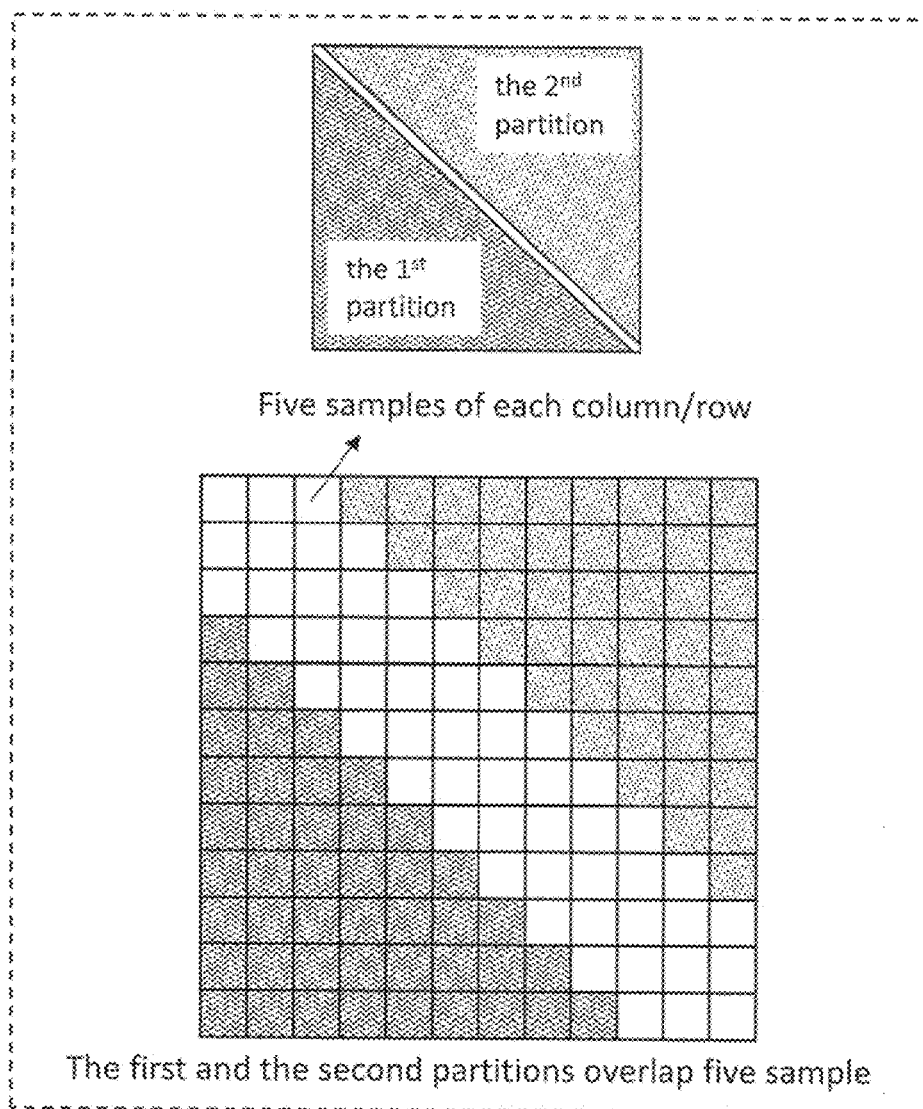 the 2nd
partition
the 1st
partition
Five samples of each column/row
The first and the second partitions overlap five sample